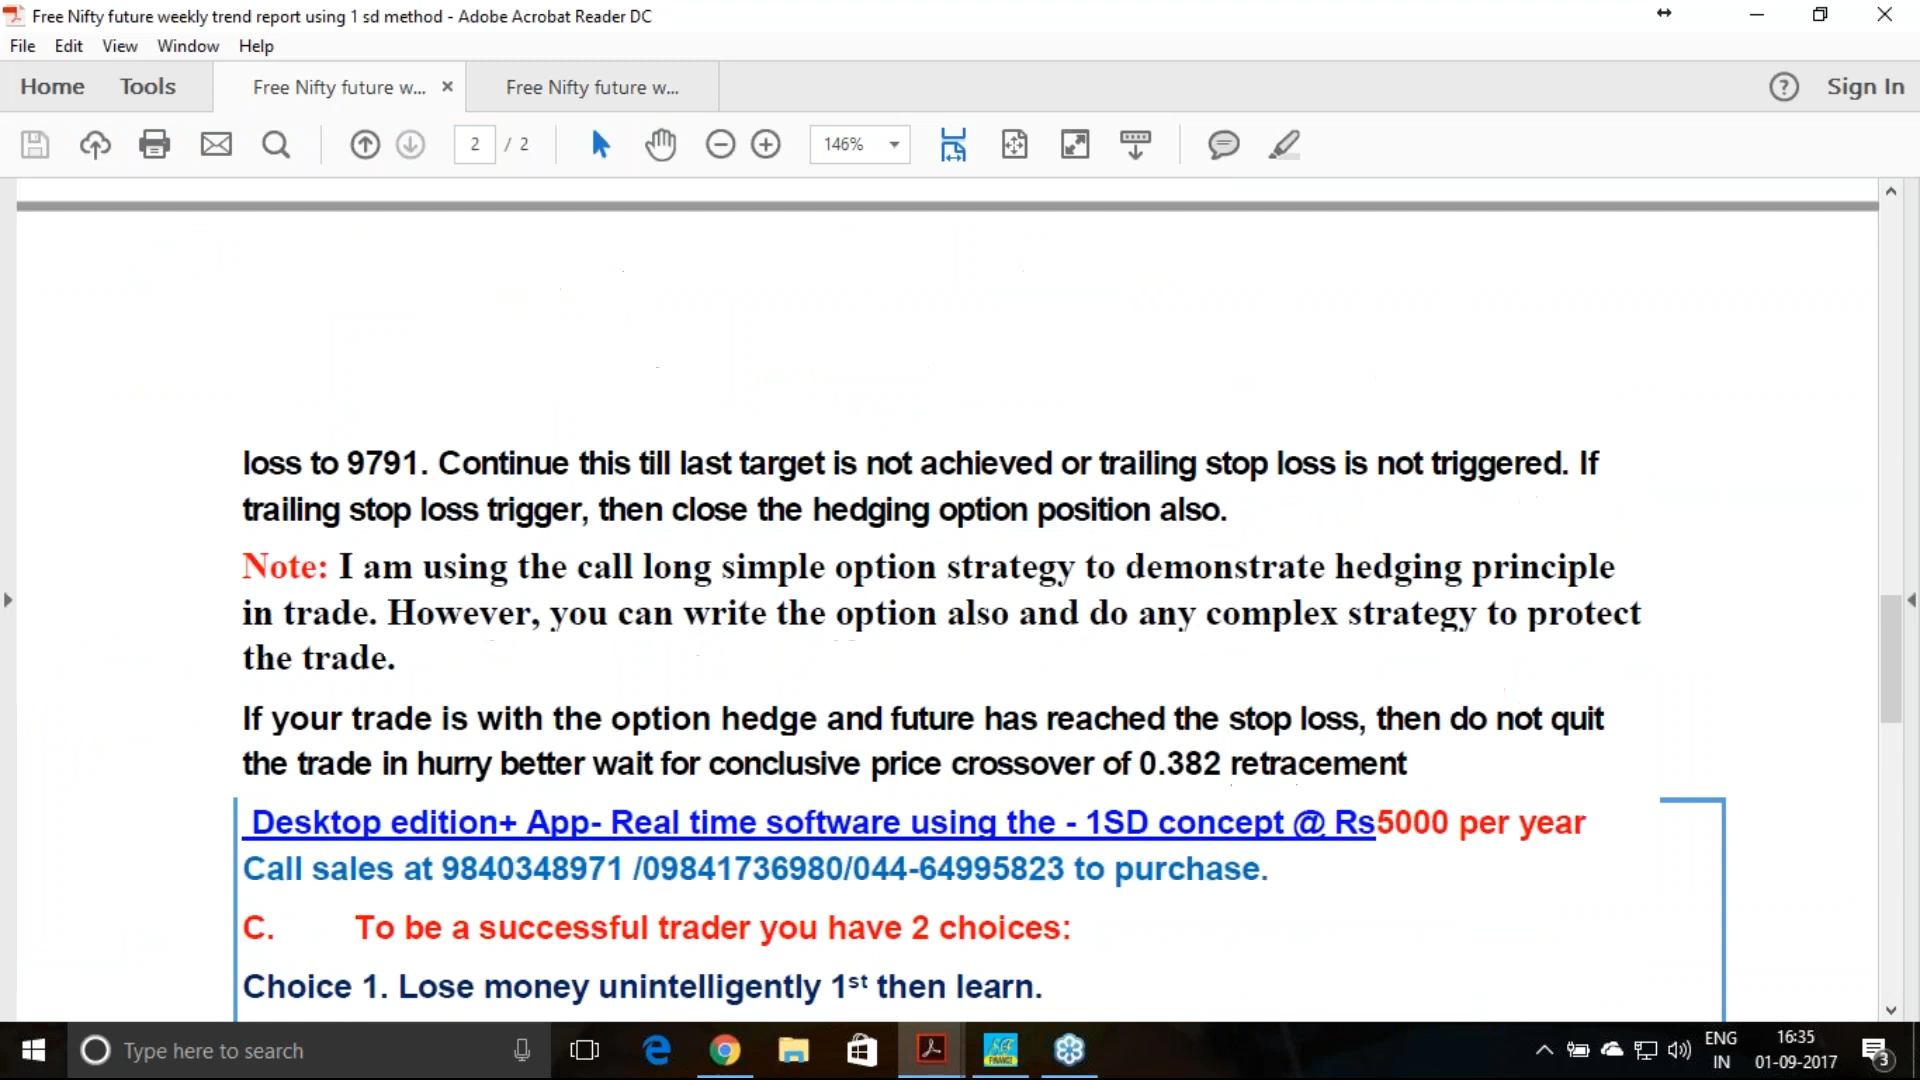 Free Nifty future weekly trend report using 1 sd method - Adobe Acrobat Reader DC
File Edit View Window Help
Home Tools Free Nifty future w... × Free Nifty future w... ? Sign In
2 / 2 146%
loss to 9791. Continue this till last target is not achieved or trailing stop loss is not triggered. If
trailing stop loss trigger, then close the hedging option position also.
Note: I am using the call long simple option strategy to demonstrate hedging principle
in trade. However, you can write the option also and do any complex strategy to protect
the trade.
If your trade is with the option hedge and future has reached the stop loss, then do not quit
the trade in hurry better wait for conclusive price crossover of 0.382 retracement
Desktop edition+ App- Real time software using the - 1SD concept @ Rs5000 per year
Call sales at 9840348971 /09841736980/044-64995823 to purchase.
C. To be a successful trader you have 2 choices:
Choice 1. Lose money unintelligently 1st then learn.
Type here to search
ENG 16:35
IN 01-09-2017 3